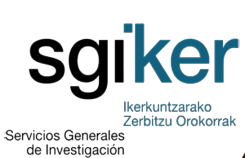 sgiker
Ikerkuntzarako
Zerbitzu Orokorrak
Servicios Generales
de Investigación